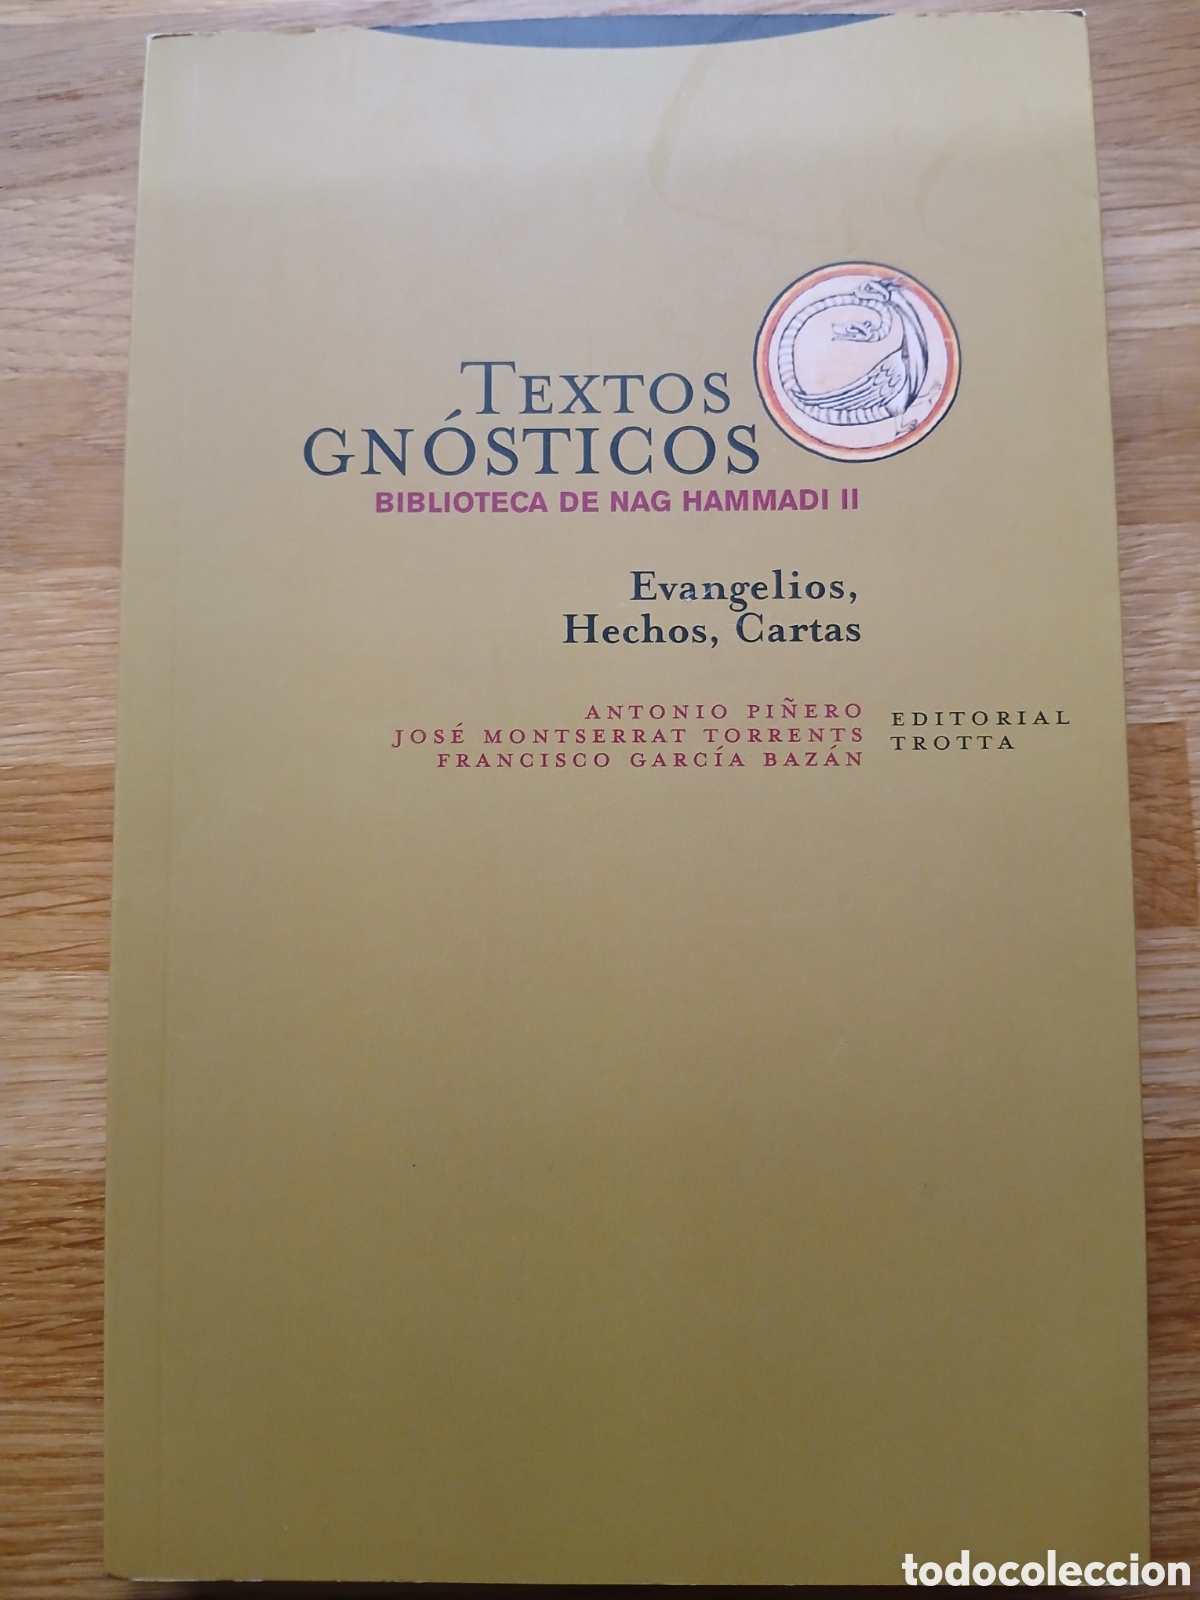 TEXTOS
GNÓSTICOS
BIBLIOTECA DE NAG HAMMADI II
Evangelios,
Hechos, Cartas
ANTONIO PIÑERO
JOSÉ MONTSERRAT TORRENTS
FRANCISCO GARCÍA BAZÁN
EDITORIAL
TROTTA
todocoleccion